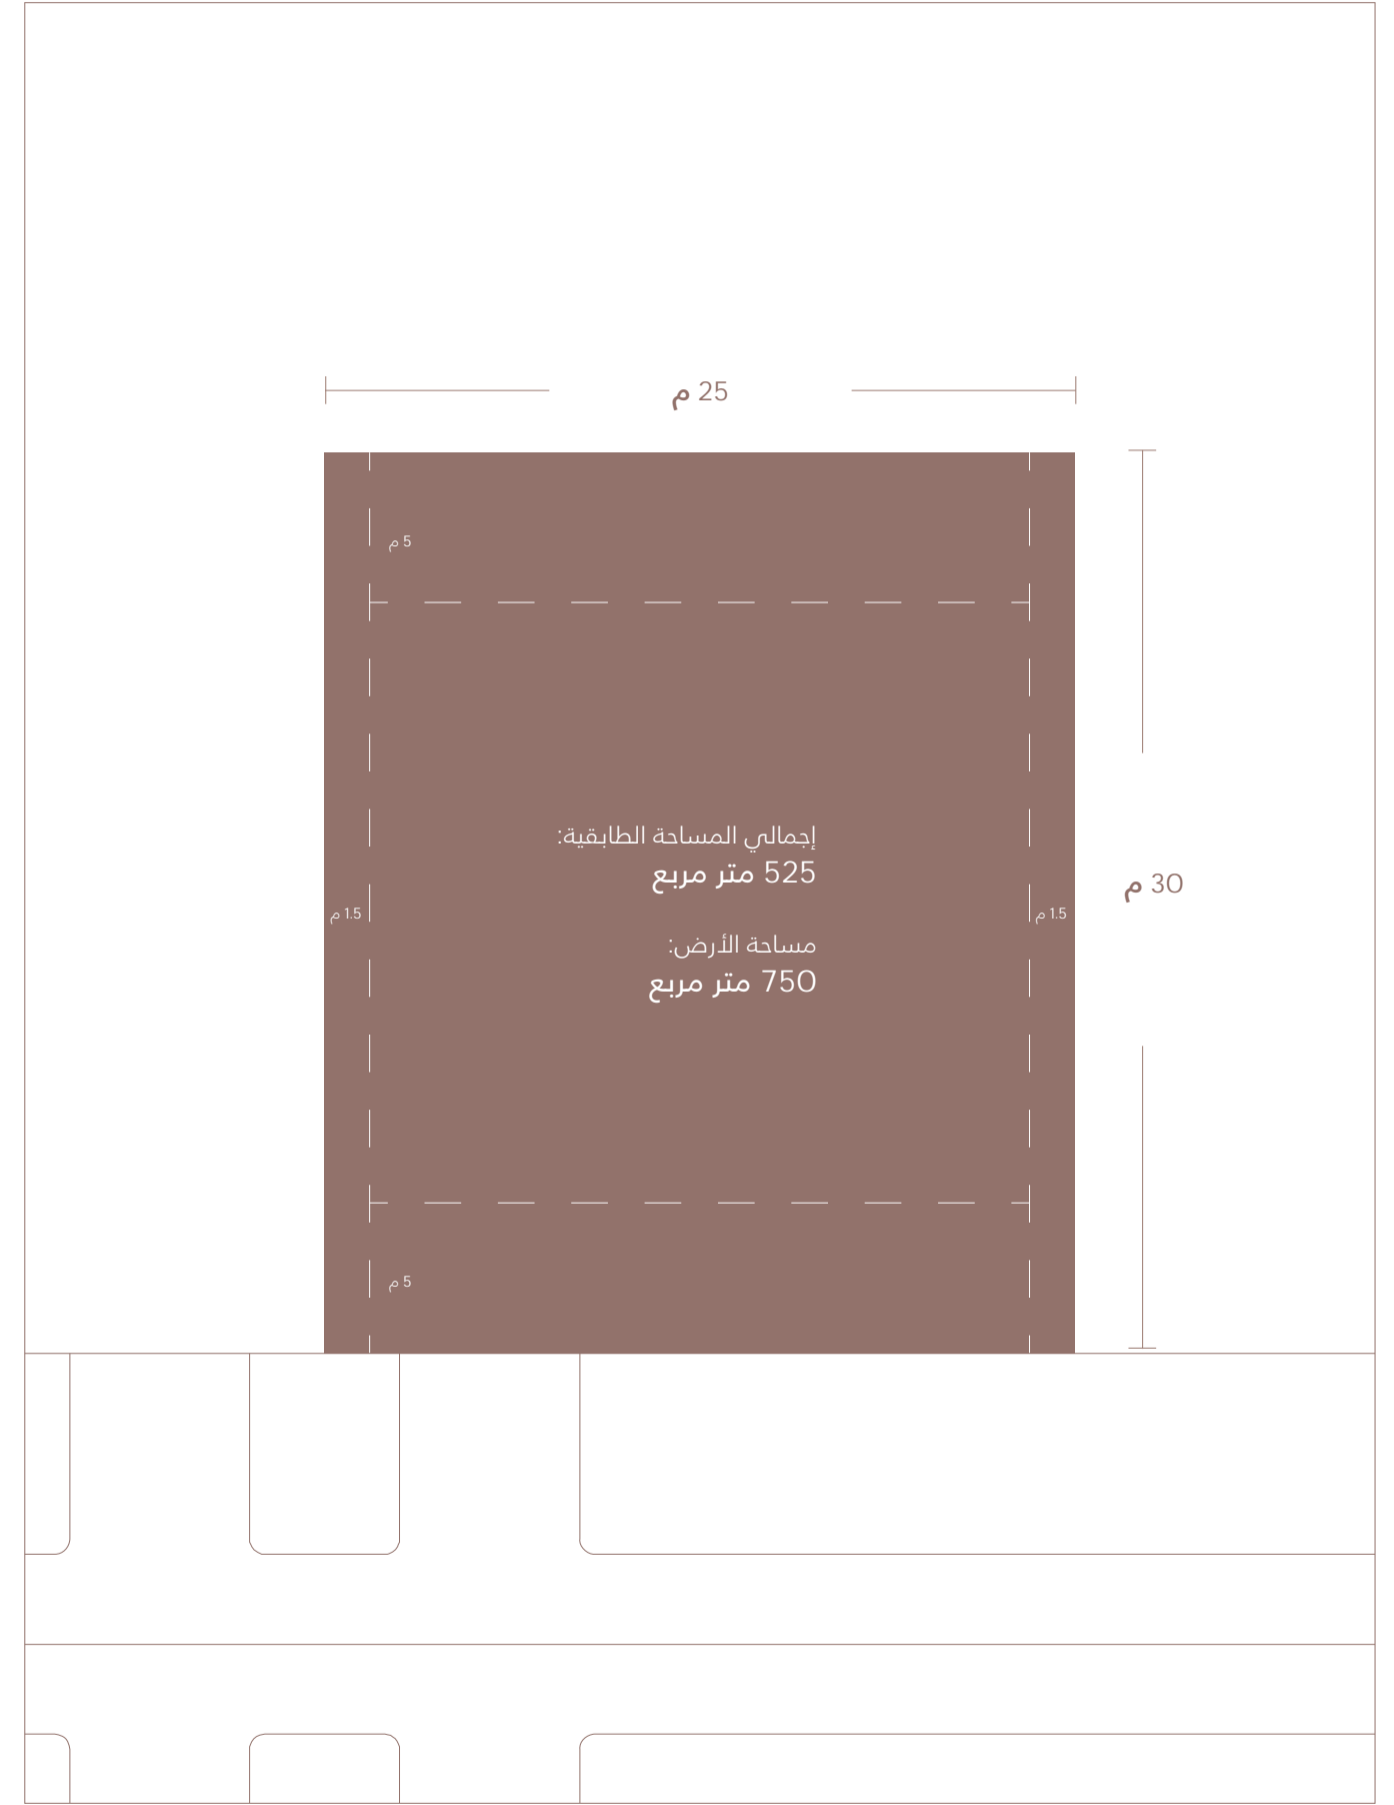 25 م
5 م
إجمالي المساحة الطابقية:
525 متر مربع
30 م
1.5 م
1.5 م
مساحة الأرض:
750 متر مربع
5 م